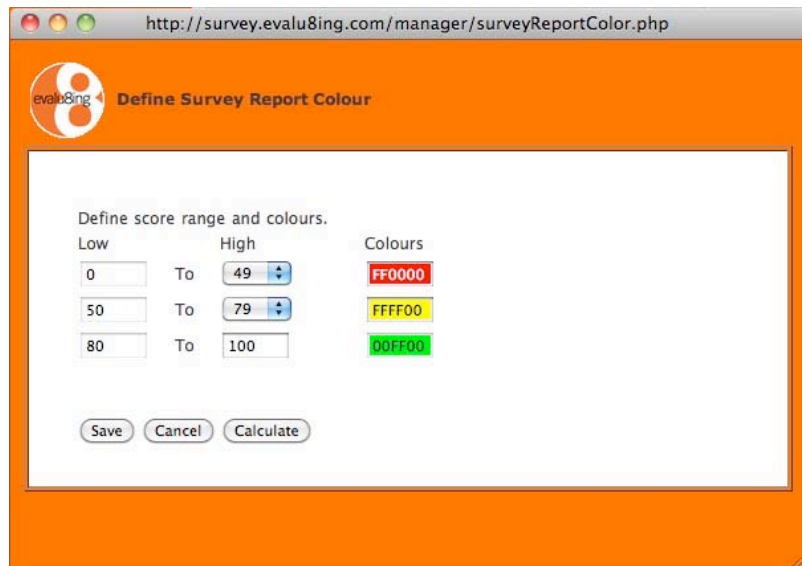 http://survey.evalu8ing.com/manager/surveyReportColor.php
evalu8ing
Define Survey Report Colour
Define score range and colours.
Low High Colours
0 To 49 FF0000
50 To 79 FFFF00
80 To 100 00FF00
Save Cancel Calculate